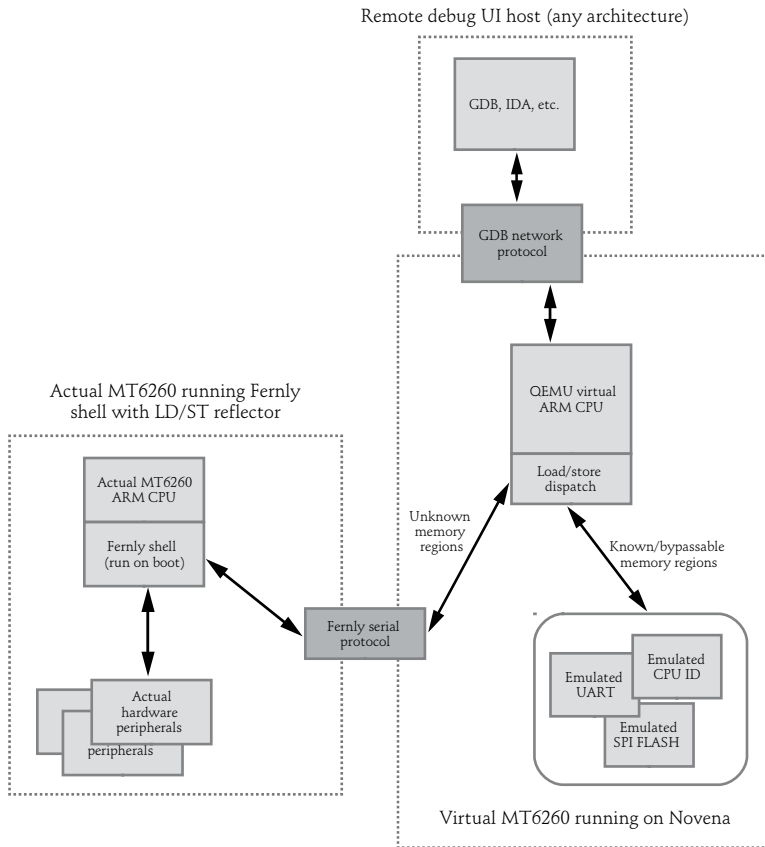 Remote debug UI host (any architecture)
GDB, IDA, etc.
GDB network
protocol
QEMU virtual
ARM CPU
Load/store
dispatch
Actual MT6260 running Fernly
shell with LD/ST reflector
Actual MT6260
ARM CPU
Fernly shell
(run on boot)
Unknown
memory
regions
Known/bypassable
memory regions
Fernly serial
protocol
Actual
hardware
peripherals
peripherals
Emulated
CPU ID
Emulated
UART
Emulated
SPI FLASH
Virtual MT6260 running on Novena